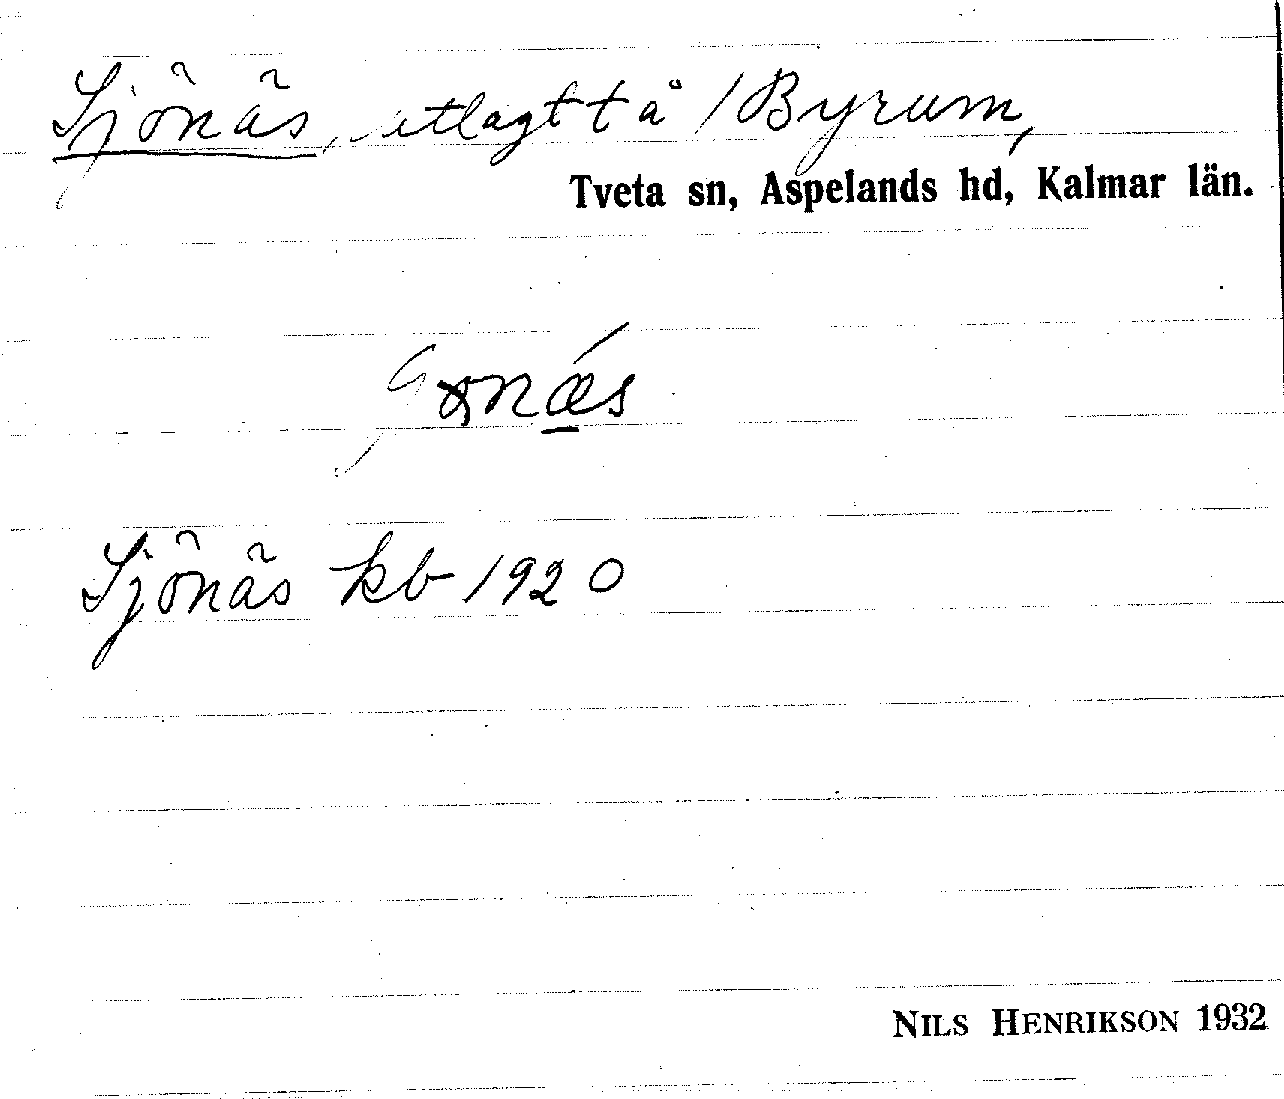 Sjönäs, utlagt t å / Byrum,
Tveta sn, Aspelands hd, Kalmar län.
Sjönäs kb 1920
NILS HENRIKSON 1932